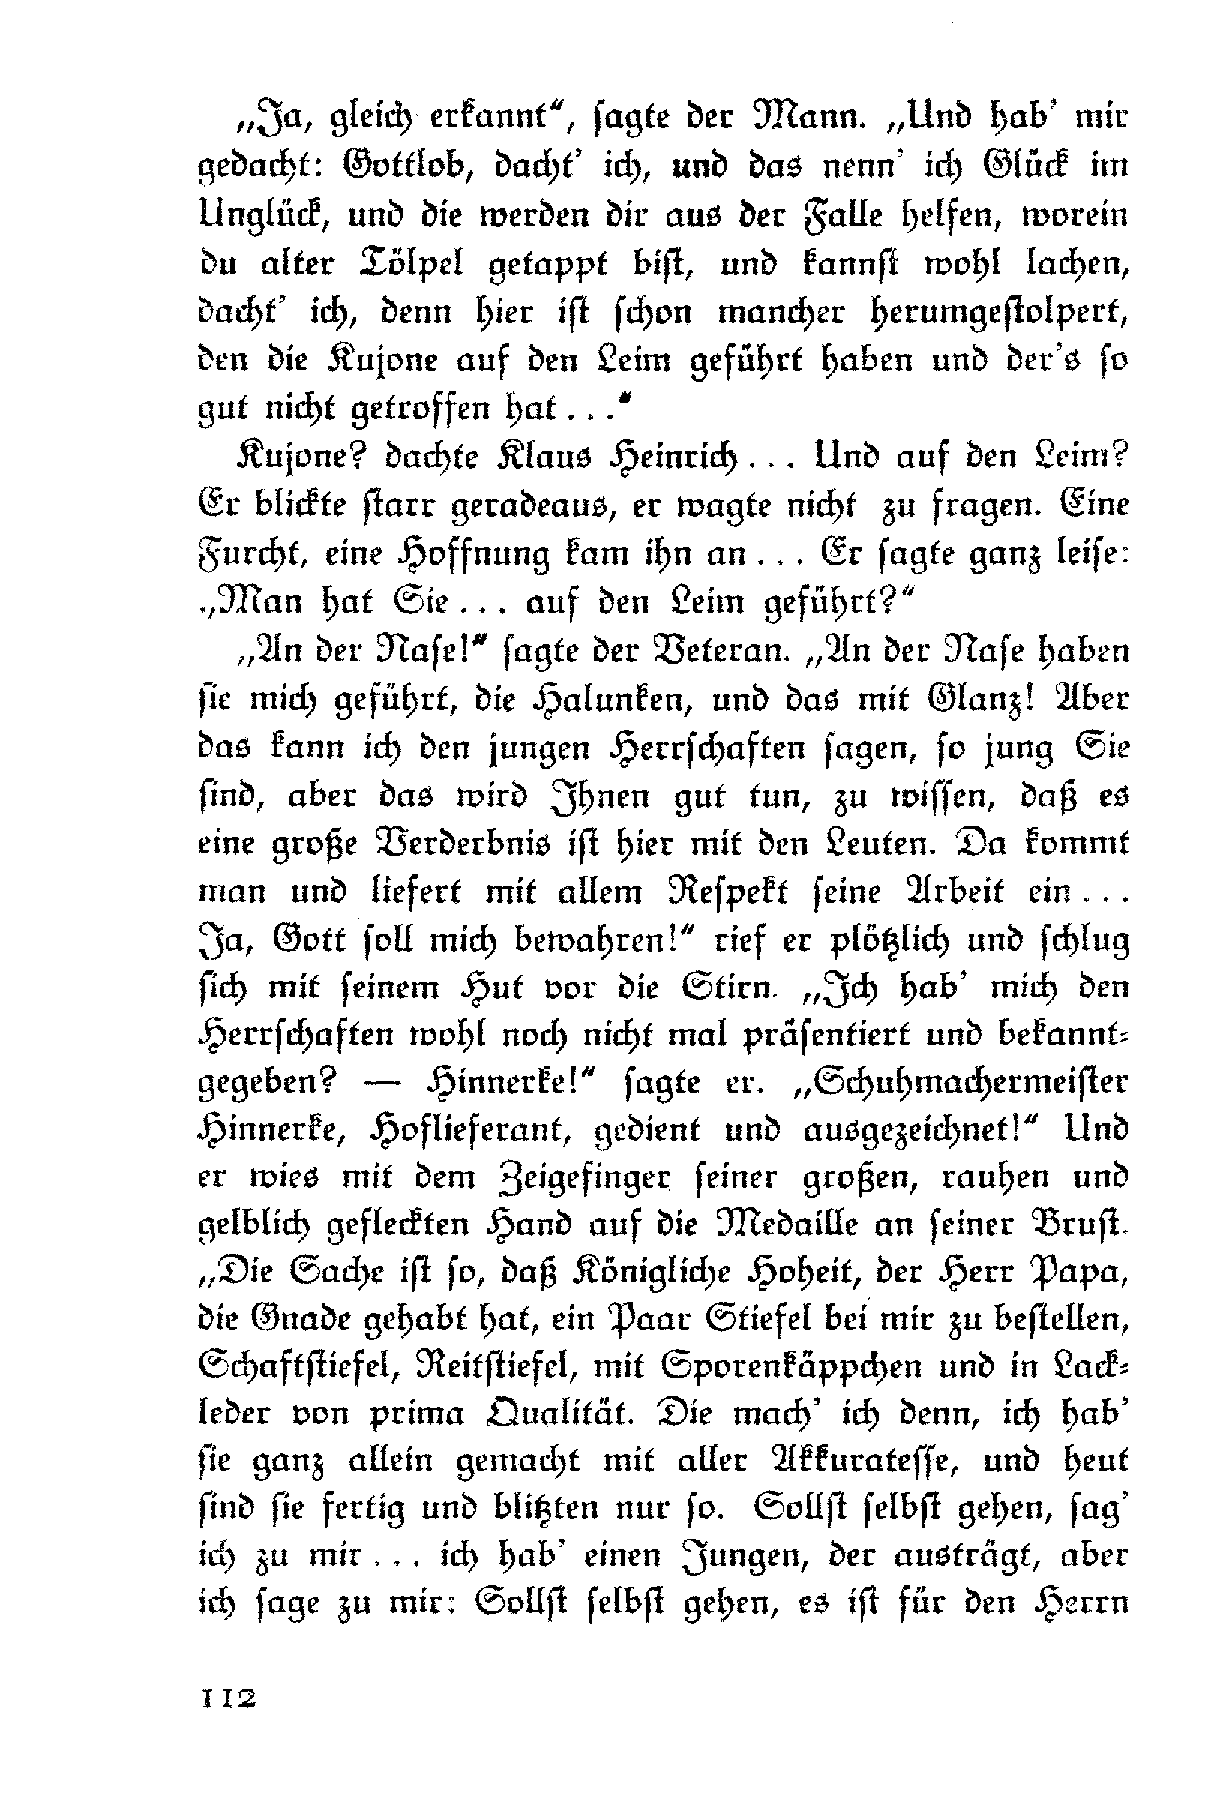 „Ja, gleich erkannt“, sagte der Mann. „Und hab’ mir
gedacht: Gottlob, dacht’ ich, und das nenn’ ich Glück im
Unglück, und die werden dir aus der Falle helfen, worein
du alter Tölpel getappt bist, und kannst wohl lachen,
dacht’ ich, denn hier ist schon mancher herumgestolpert,
den die Kujone auf den Leim geführt haben und der’s so
gut nicht getroffen hat . . .“
Kujone? dachte Klaus Heinrich . . . Und auf den Leim?
Er blickte starr geradeaus, er wagte nicht zu fragen. Eine
Furcht, eine Hoffnung kam ihn an . . . Er sagte ganz leise:
„Man hat Sie . . . auf den Leim geführt?“
„An der Nase!“ sagte der Veteran. „An der Nase haben
sie mich geführt, die Halunken, und das mit Glanz! Aber
das kann ich den jungen Herrschaften sagen, so jung Sie
sind, aber das wird Ihnen gut tun, zu wissen, daß es
eine große Verderbnis ist hier mit den Leuten. Da kommt
man und liefert mit allem Respekt seine Arbeit ein . . .
Ja, Gott soll mich bewahren!“ rief er plötzlich und schlug
sich mit seinem Hut vor die Stirn. „Ich hab’ mich den
Herrschaften wohl noch nicht mal präsentiert und bekannt-
gegeben? — Hinnerke!“ sagte er. „Schuhmachermeister
Hinnerke, Hoflieferant, gedient und ausgezeichnet!“ Und
er wies mit dem Zeigefinger seiner großen, rauhen und
gelblich gefleckten Hand auf die Medaille an seiner Brust.
„Die Sache ist so, daß Königliche Hoheit, der Herr Papa,
die Gnade gehabt hat, ein Paar Stiefel bei mir zu bestellen,
Schaftstiefel, Reitstiefel, mit Sporenkäppchen und in Lack-
leder von prima Qualität. Die mach’ ich denn, ich hab’
sie ganz allein gemacht mit aller Akkuratesse, und heut
sind sie fertig und blitzten nur so. Sollst selbst gehen, sag’
ich zu mir . . . ich hab’ einen Jungen, der austrägt, aber
ich sage zu mir: Sollst selbst gehen, es ist für den Herrn
112